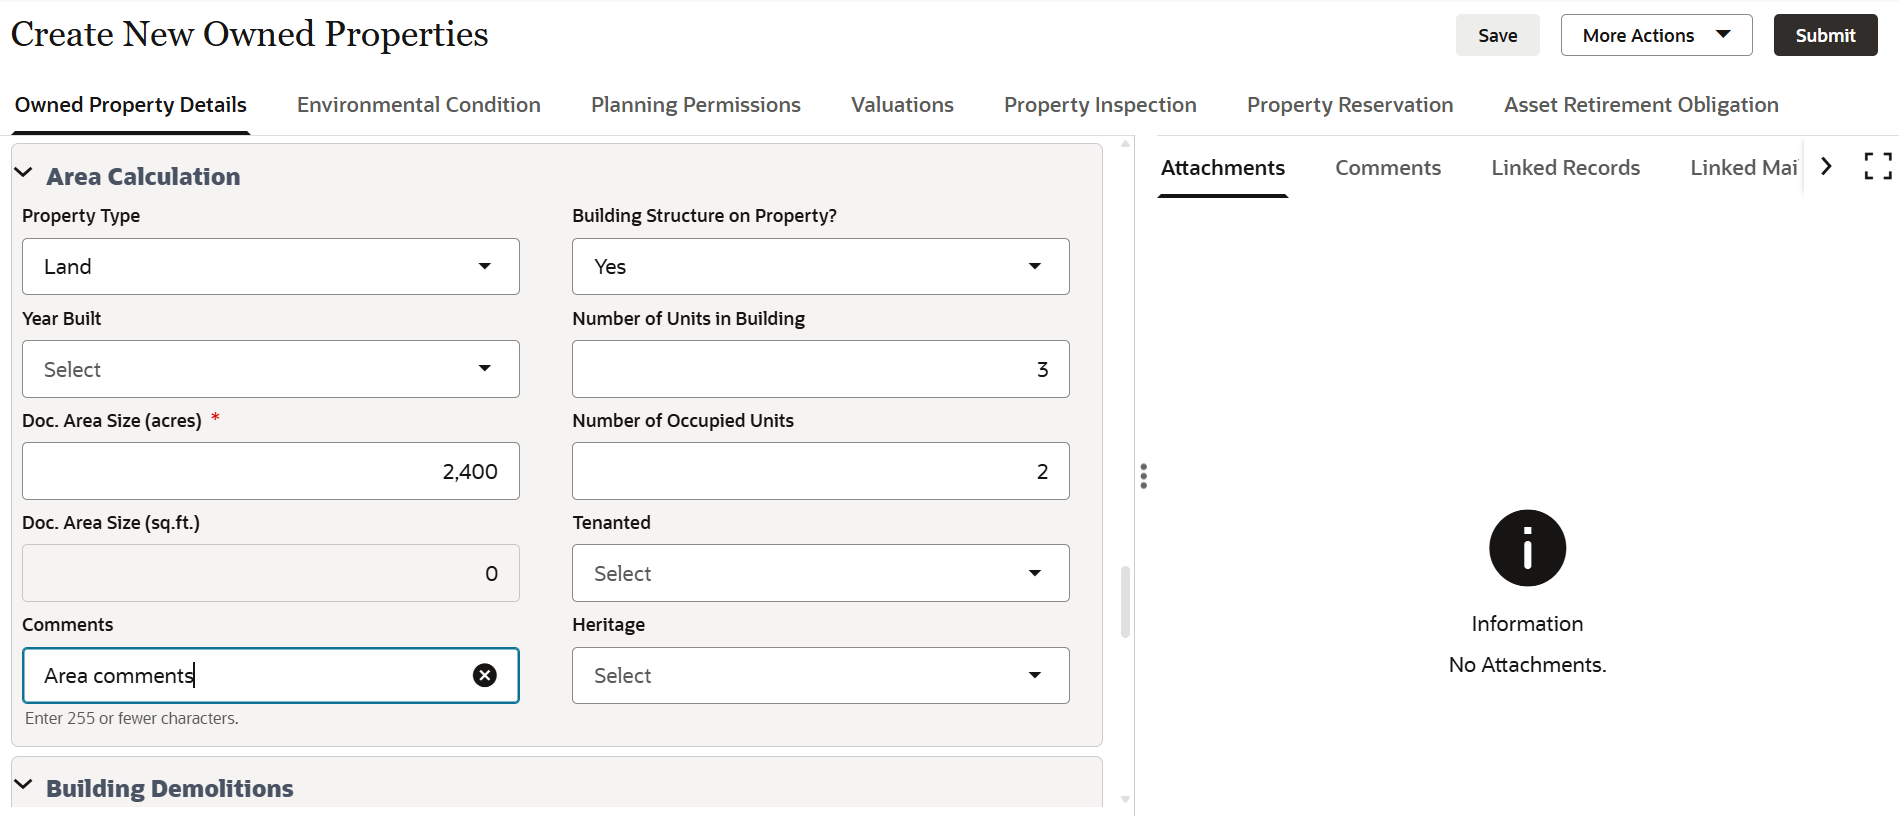 Create New Owned Properties
Save
More Actions
Submit
Owned Property Details
Environmental Condition
Planning Permissions
Valuations
Property Inspection
Property Reservation
Asset Retirement Obligation
Area Calculation
Property Type
Land
Building Structure on Property?
Yes
Year Built
Select
Number of Units in Building
3
Doc. Area Size (acres) *
2,400
Number of Occupied Units
2
Doc. Area Size (sq.ft.)
0
Tenanted
Select
Comments
Area comments
Enter 255 or fewer characters.
Heritage
Select
Building Demolitions
Attachments
Comments
Linked Records
Linked Mai
Information
No Attachments.